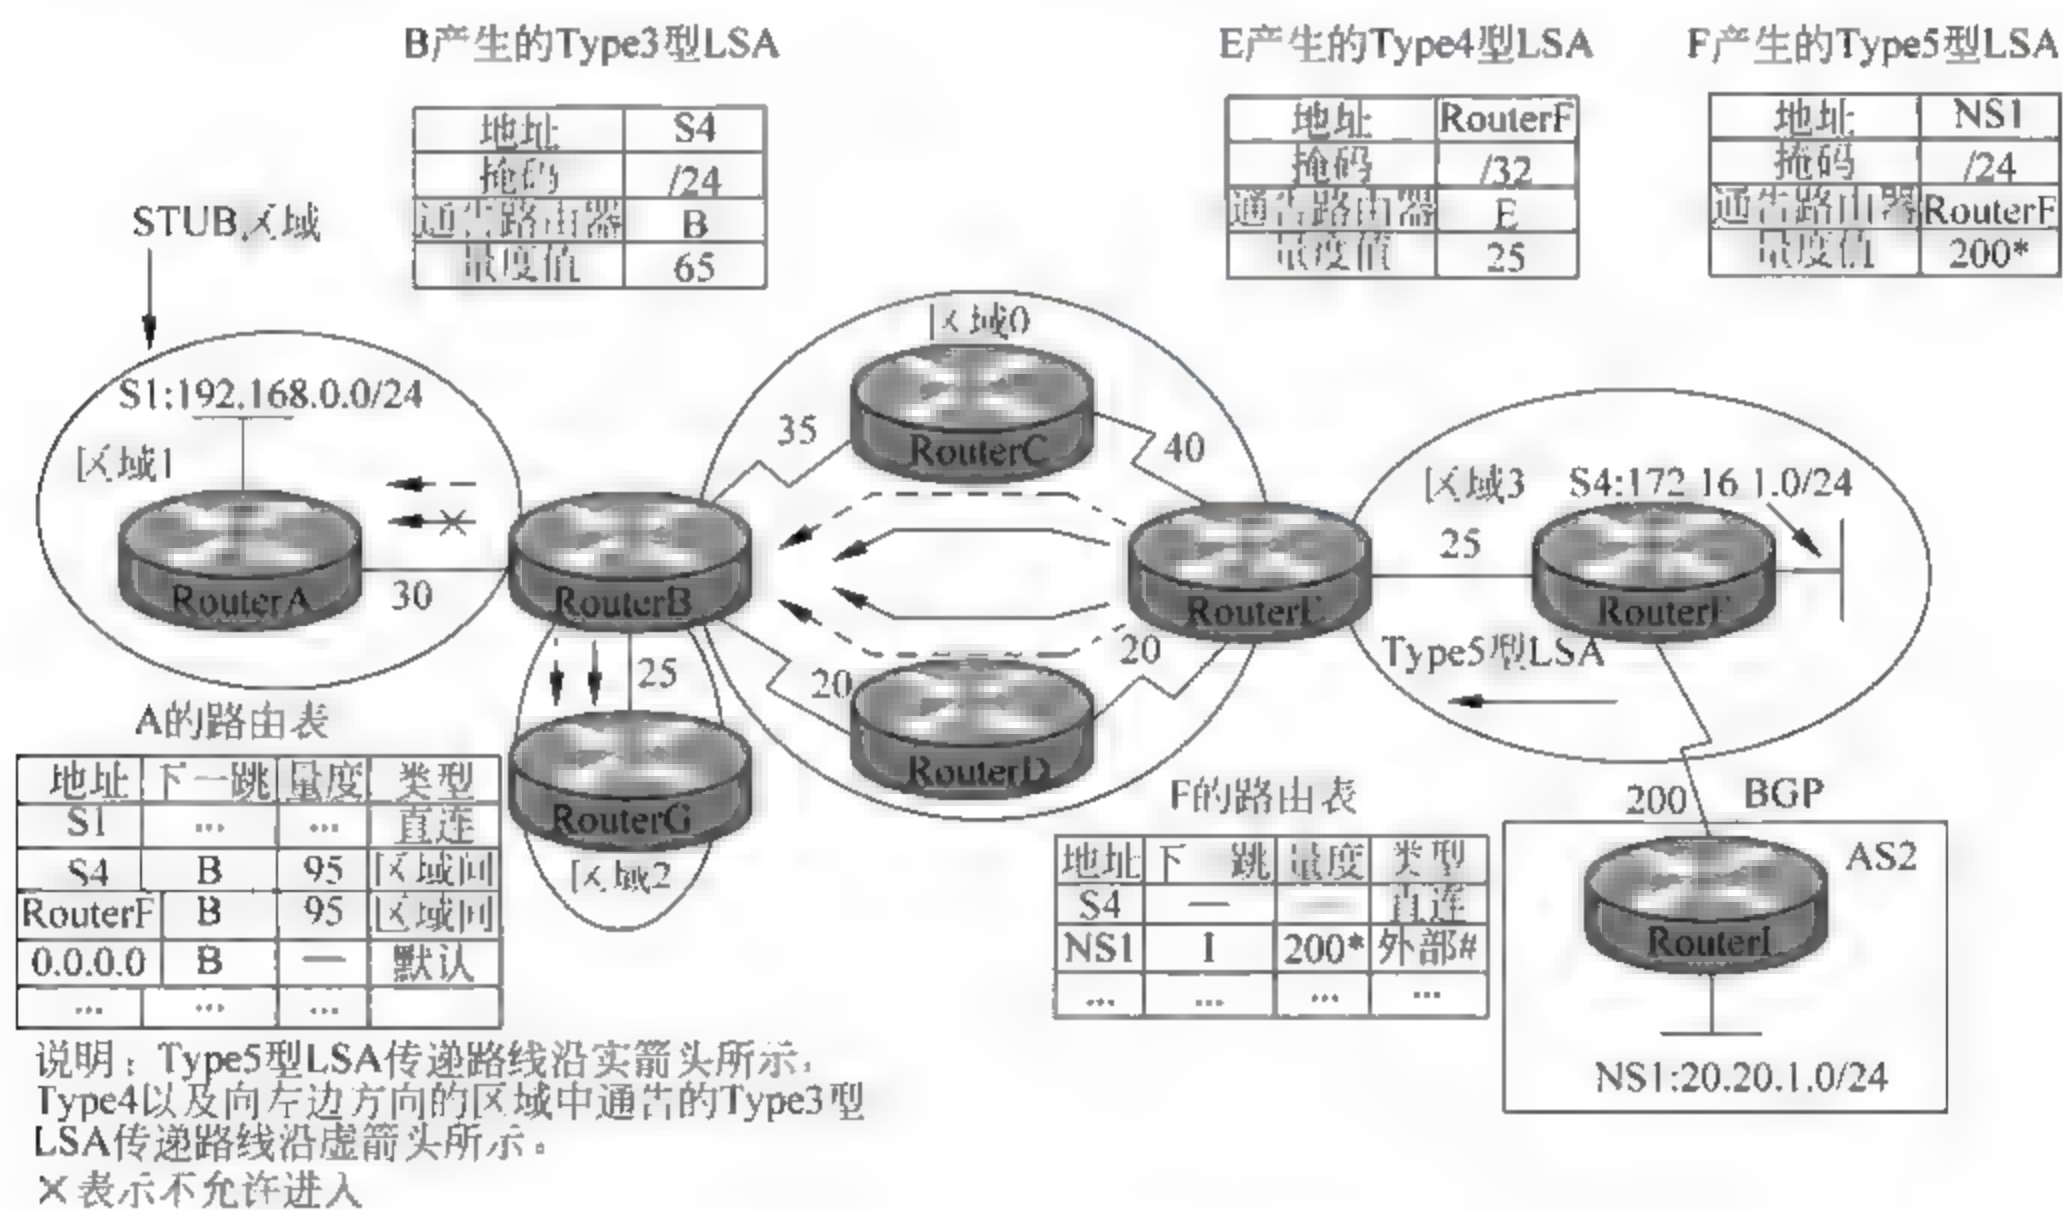 B产生的Type3型LSA
E产生的Type4型LSA
F产生的Type5型LSA
地址 S4
掩码 /24
通告路由器 B
量度值 65
地址 RouterF
掩码 /32
通告路由器 E
量度值 25
地址 NS1
掩码 /24
通告路由器 RouterF
量度值 200*
STUB区域
区域0
S1:192.168.0.0/24
区域1
RouterA
30
RouterB
35
RouterC
40
20
RouterD
20
RouterE
25
RouterG
区域2
区域3
S4:172 16 1.0/24
25
RouterF
Type5型LSA
200
BGP
AS2
NS1:20.20.1.0/24
A的路由表
地址 下一跳 量度 类型
S1 … … 直连
S4 B 95 区域间
RouterF B 95 区域间
0.0.0.0 B — 默认
… … …
F的路由表
地址 下一跳 量度 类型
S4 — — 直连
NS1 I 200* 外部#
… … … …
说明：Type5型LSA传递路线沿实箭头所示，
Type4以及向左边方向的区域中通告的Type3型
LSA传递路线沿虚箭头所示。
×表示不允许进入